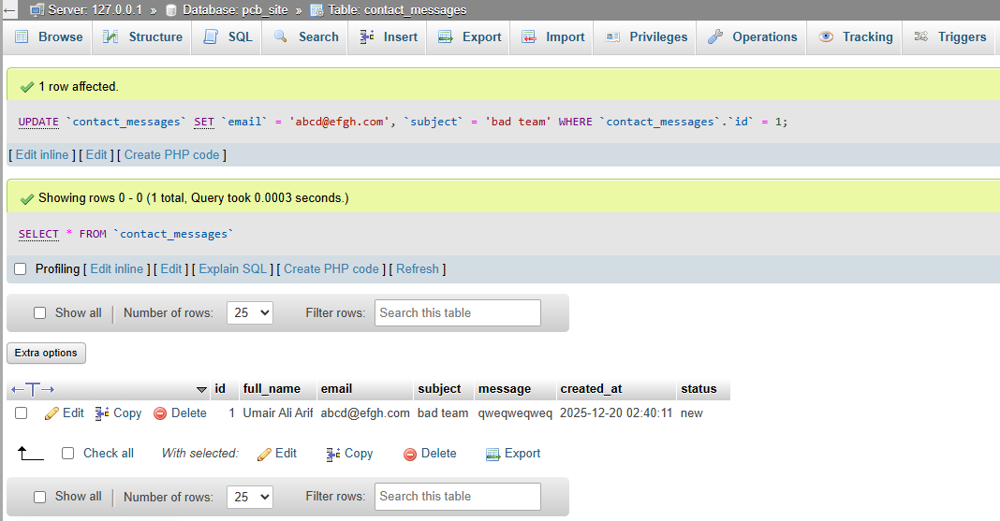 Server: 127.0.0.1 » Database: pcb_site » Table: contact_messages
Browse Structure SQL Search Insert Export Import Privileges Operations Tracking Triggers
1 row affected.
UPDATE `contact_messages` SET `email` = 'abcd@efgh.com', `subject` = 'bad team' WHERE `contact_messages`.`id` = 1;
[ Edit inline ] [ Edit ] [ Create PHP code ]
Showing rows 0 - 0 (1 total, Query took 0.0003 seconds.)
SELECT * FROM `contact_messages`
Profiling [ Edit inline ] [ Edit ] [ Explain SQL ] [ Create PHP code ] [ Refresh ]
Show all Number of rows: 25 Filter rows: Search this table
Extra options
id full_name email subject message created_at status
Edit Copy Delete 1 Umair Ali Arif abcd@efgh.com bad team qweqweqweq 2025-12-20 02:40:11 new
Check all With selected: Edit Copy Delete Export
Show all Number of rows: 25 Filter rows: Search this table